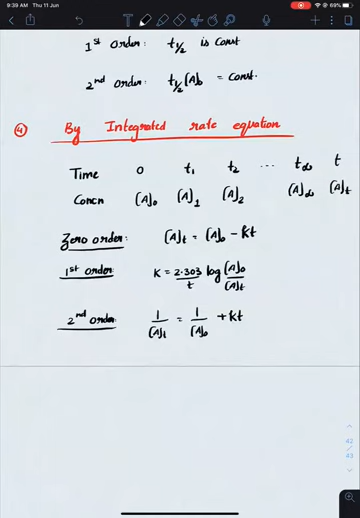 9:39 AM Thu 11 Jun
69%
1st order: t1/2 is const
2nd order: t1/2 [A]0 = const.
④ By Integrated rate equation
Time 0 t1 t2 ... t∞ t
Concn [A]0 [A]1 [A]2 [A]∞ [A]t
Zero order: [A]t = [A]0 - kt
1st order: K = 2.303/t log [A]0/[A]t
2nd order: 1/[A]t = 1/[A]0 + kt
42
43